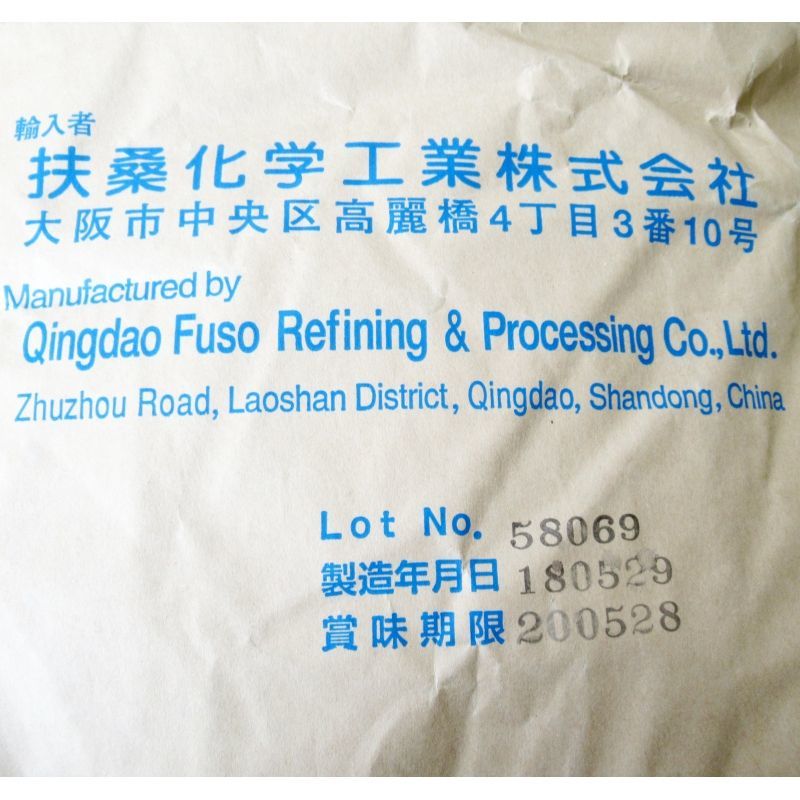 輸入者
扶桑化学工業株式会社
大阪市中央区高麗橋4丁目3番10号
Manufactured by
Qingdao Fuso Refining & Processing Co.,Ltd.
Zhuzhou Road, Laoshan District, Qingdao, Shandong, China
Lot No. 58069
製造年月日 180529
賞味期限 200528